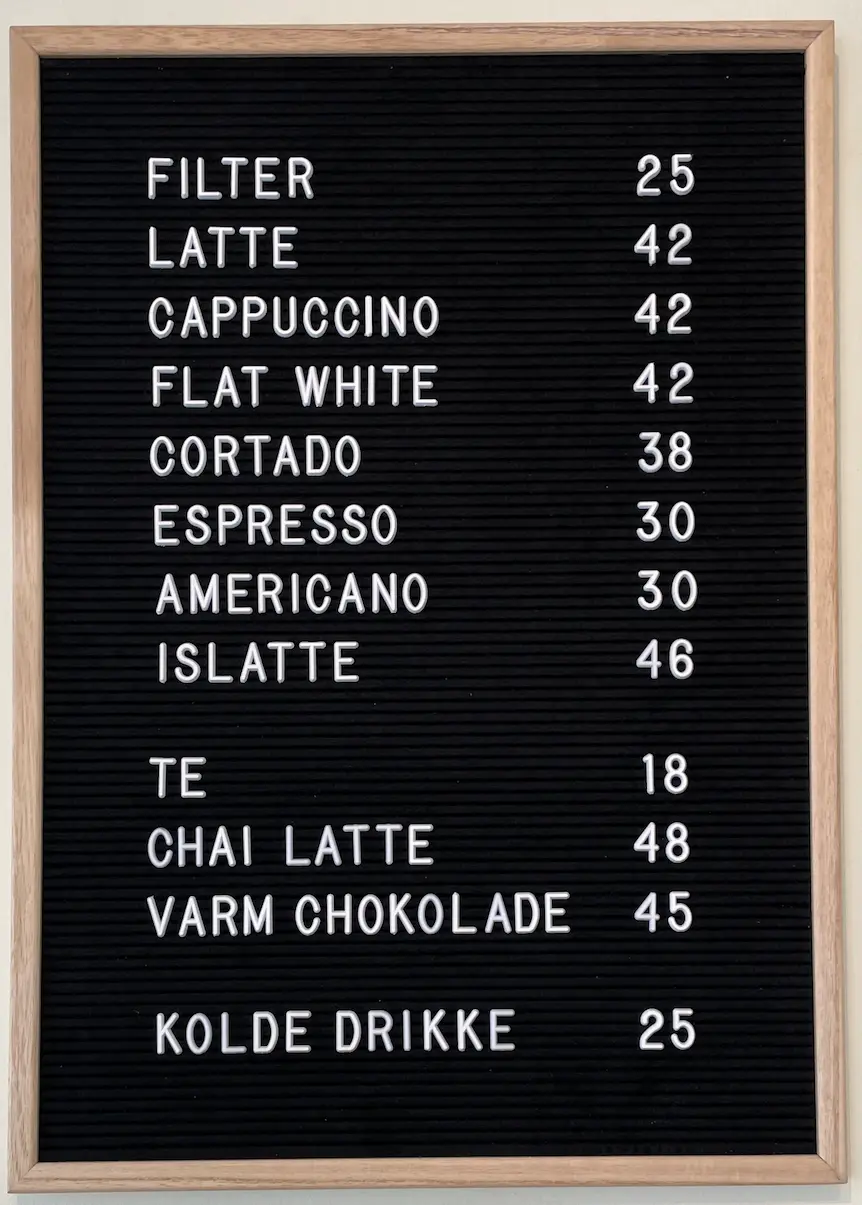 FILTER 25
LATTE 42
CAPPUCCINO 42
FLAT WHITE 42
CORTADO 38
ESPRESSO 30
AMERICANO 30
ISLATTE 46
TE 18
CHAI LATTE 48
VARM CHOKOLADE 45
KOLDE DRIKKE 25